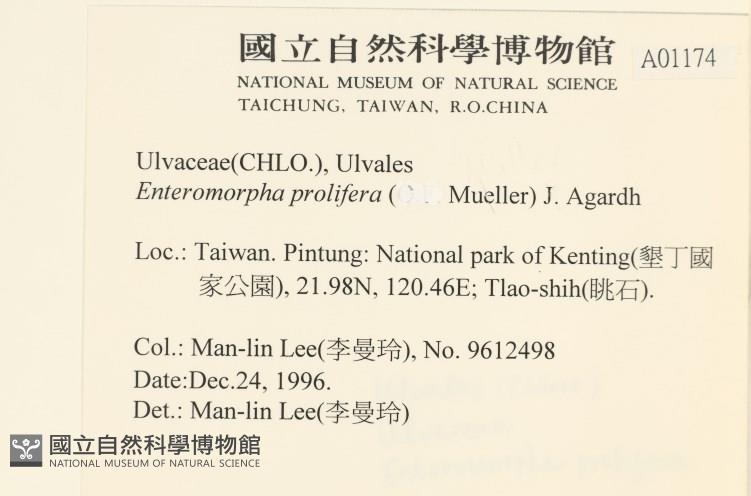 國立自然科學博物館
A01174
NATIONAL MUSEUM OF NATURAL SCIENCE
TAICHUNG, TAIWAN, R.O.CHINA
Ulvaceae(CHLO.), Ulvales
Enteromorpha prolifera ( Mueller) J. Agardh
Loc.: Taiwan. Pintung: National park of Kenting(墾丁國
家公園), 21.98N, 120.46E; Tlao-shih(眺石).
Col.: Man-lin Lee(李曼玲), No. 9612498
Date:Dec.24, 1996.
Det.: Man-lin Lee(李曼玲)
國立自然科學博物館
NATIONAL MUSEUM OF NATURAL SCIENCE